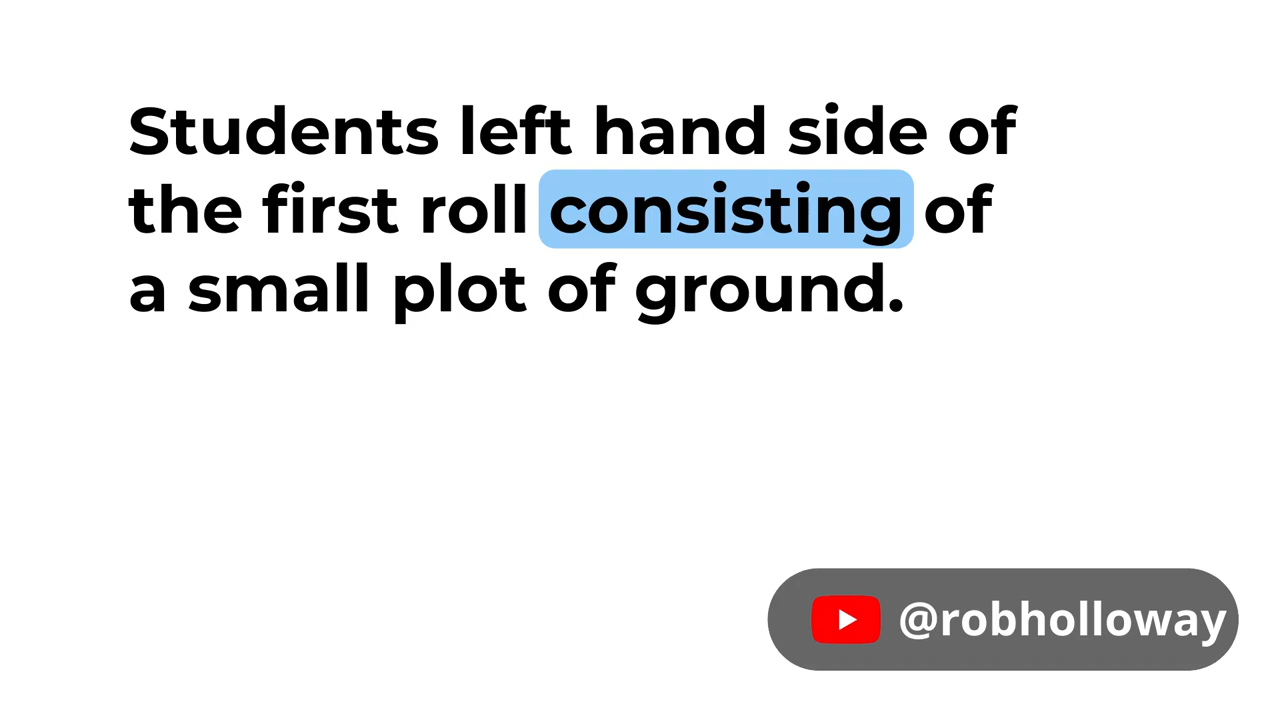 Students left hand side of
the first roll consisting of
a small plot of ground.
@robholloway